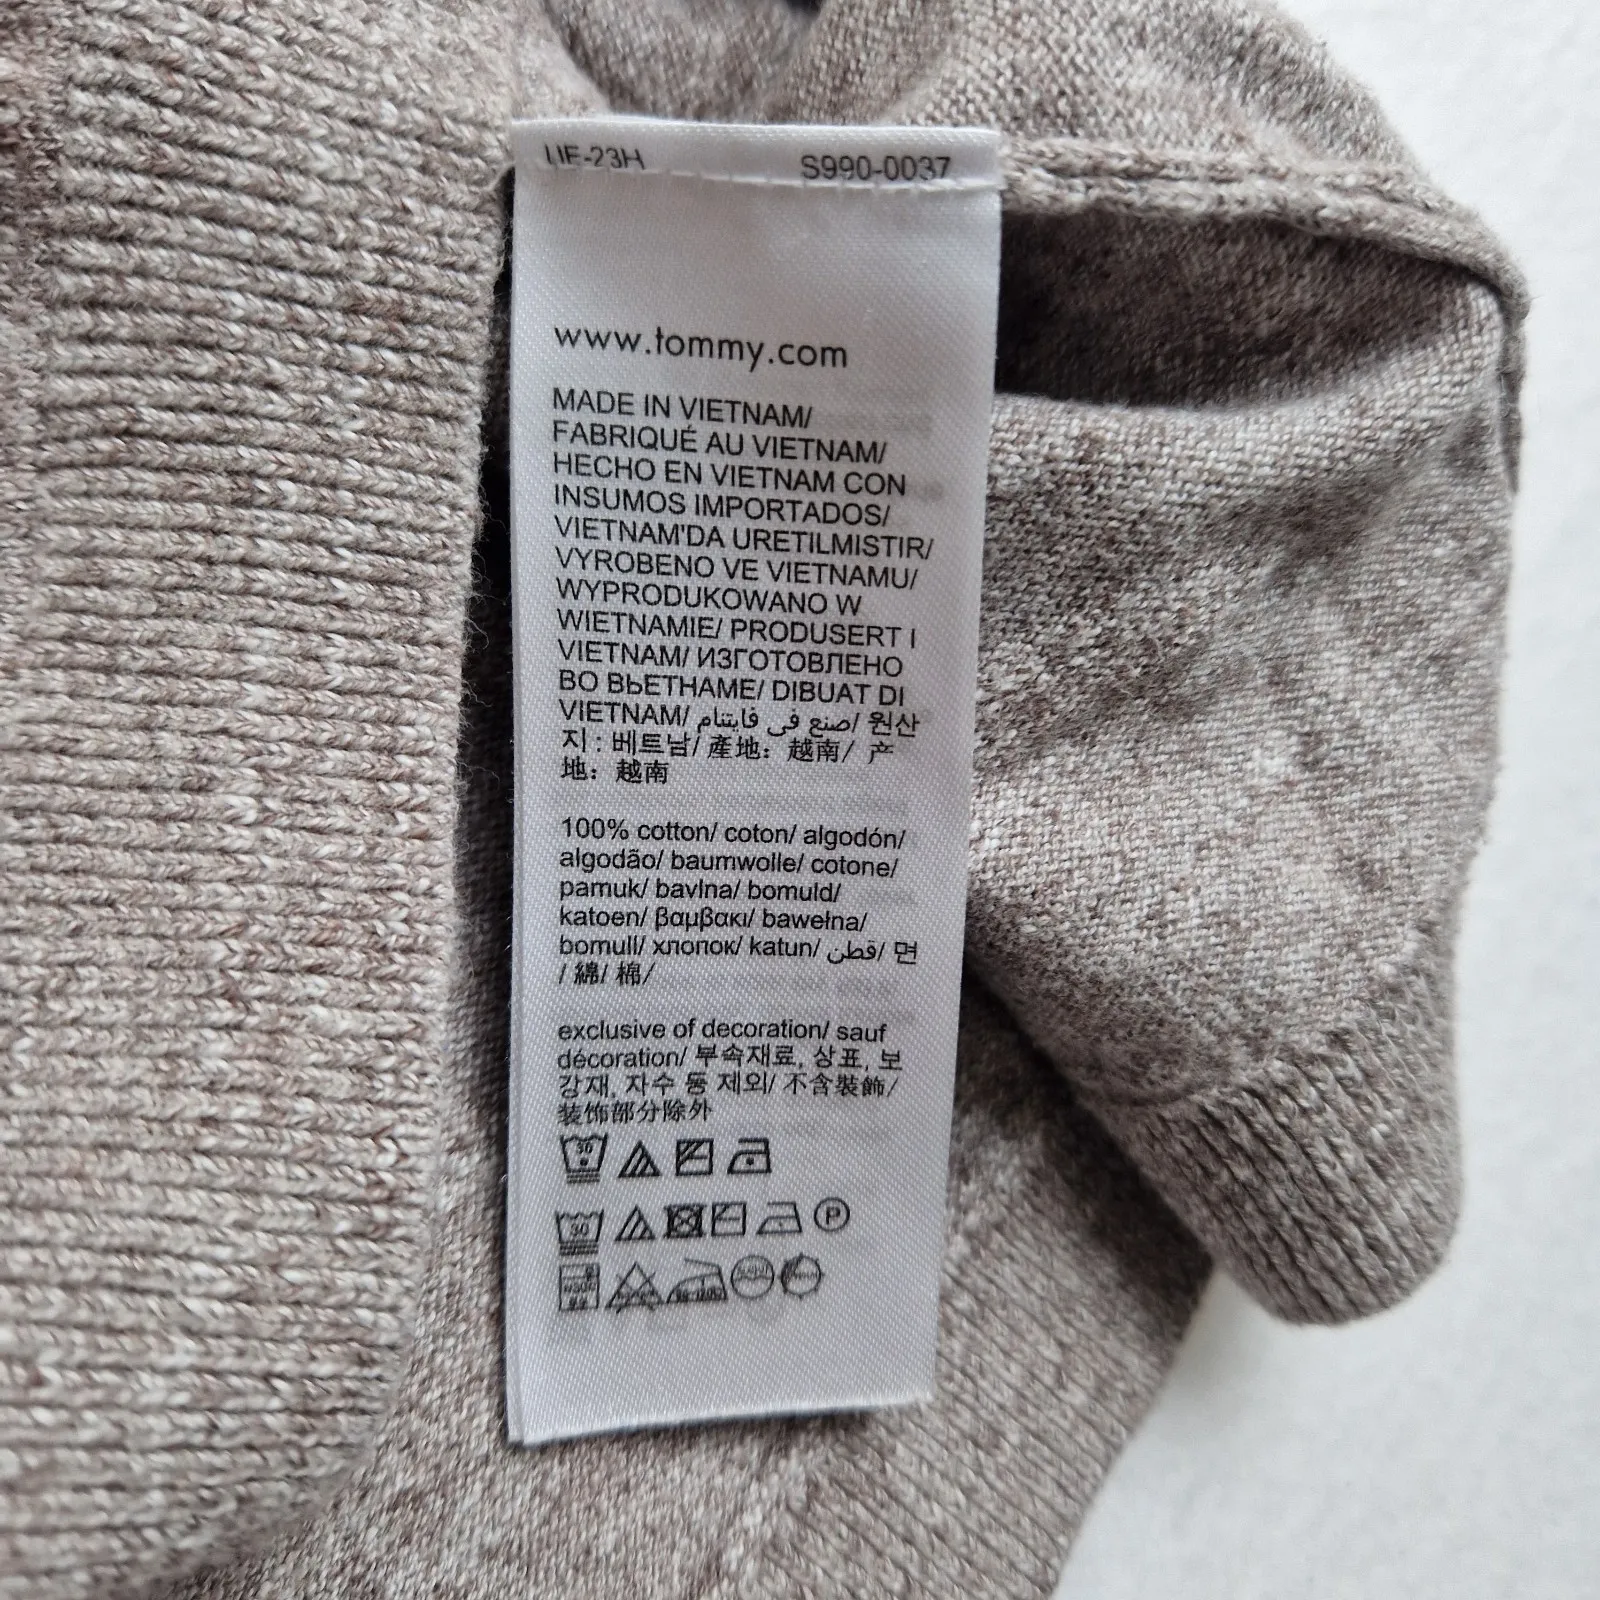 UE-23H S990-0037
www.tommy.com
MADE IN VIETNAM/
FABRIQUÉ AU VIETNAM/
HECHO EN VIETNAM CON
INSUMOS IMPORTADOS/
VIETNAM'DA URETILMISTIR/
VYROBENO VE VIETNAMU/
WYPRODUKOWANO W
WIETNAMIE/ PRODUSERT I
VIETNAM/ ИЗГОТОВЛЕНО
ВО ВЬЕТНАМЕ/ DIBUAT DI
VIETNAM/ صنع في فايتنام/ 원산
지 : 베트남/ 產地: 越南/ 产
地: 越南
100% cotton/ coton/ algodón/
algodão/ baumwolle/ cotone/
pamuk/ bavlna/ bomuld/
katoen/ βαμβακι/ bawełna/
bomull/ хлопок/ katun/ قطن/ 면
/ 綿/ 棉/
exclusive of decoration/ sauf
décoration/ 부속재료, 상표, 보
강재, 자수 등 제외/ 不含裝飾/
装饰部分除外
30
30 P